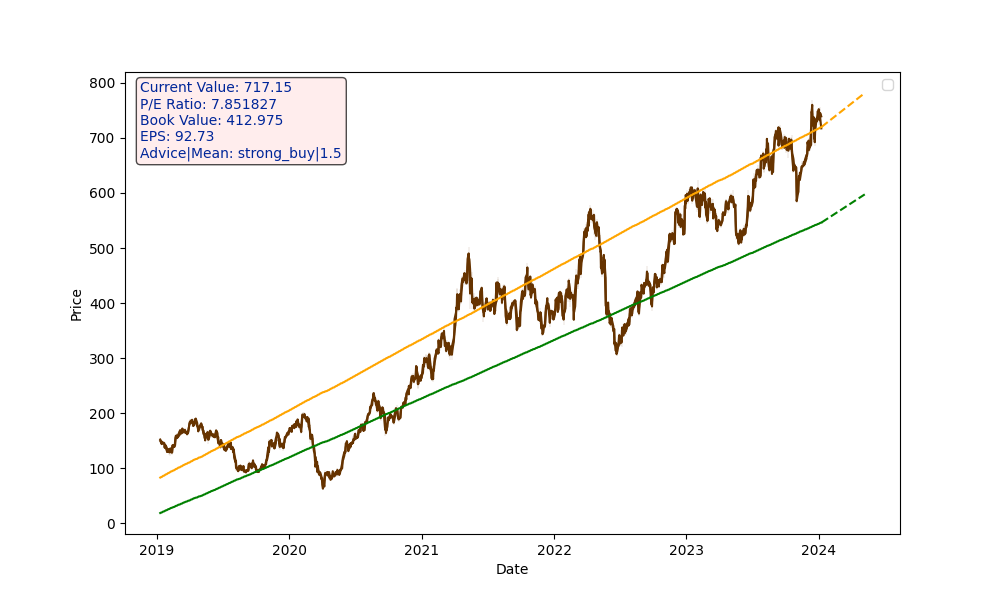 Current Value: 717.15
P/E Ratio: 7.851827
Book Value: 412.975
EPS: 92.73
Advice|Mean: strong_buy|1.5
800
700
600
500
400
300
200
100
0
Price
2019 2020 2021 2022 2023 2024
Date